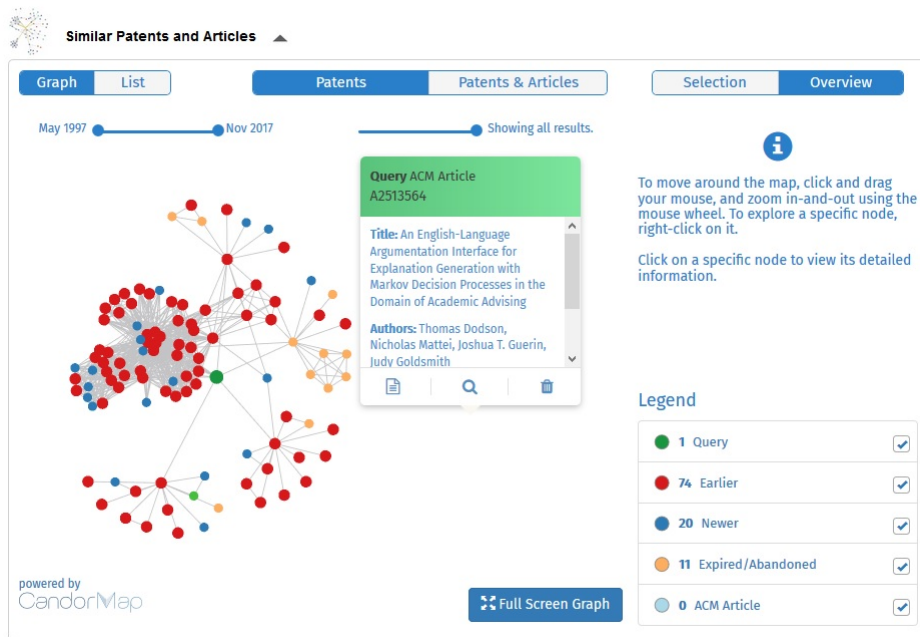 Similar Patents and Articles
Graph
List
Patents
Patents & Articles
Selection
Overview
May 1997
Nov 2017
Showing all results.
Query ACM Article
A2513564
Title: An English-Language
Argumentation Interface for
Explanation Generation with
Markov Decision Processes in the
Domain of Academic Advising
Authors: Thomas Dodson,
Nicholas Mattei, Joshua T. Guerin,
Judy Goldsmith
To move around the map, click and drag
your mouse, and zoom in-and-out using the
mouse wheel. To explore a specific node,
right-click on it.
Click on a specific node to view its detailed
information.
Legend
1 Query
74 Earlier
20 Newer
11 Expired/Abandoned
0 ACM Article
powered by
CandorMap
Full Screen Graph